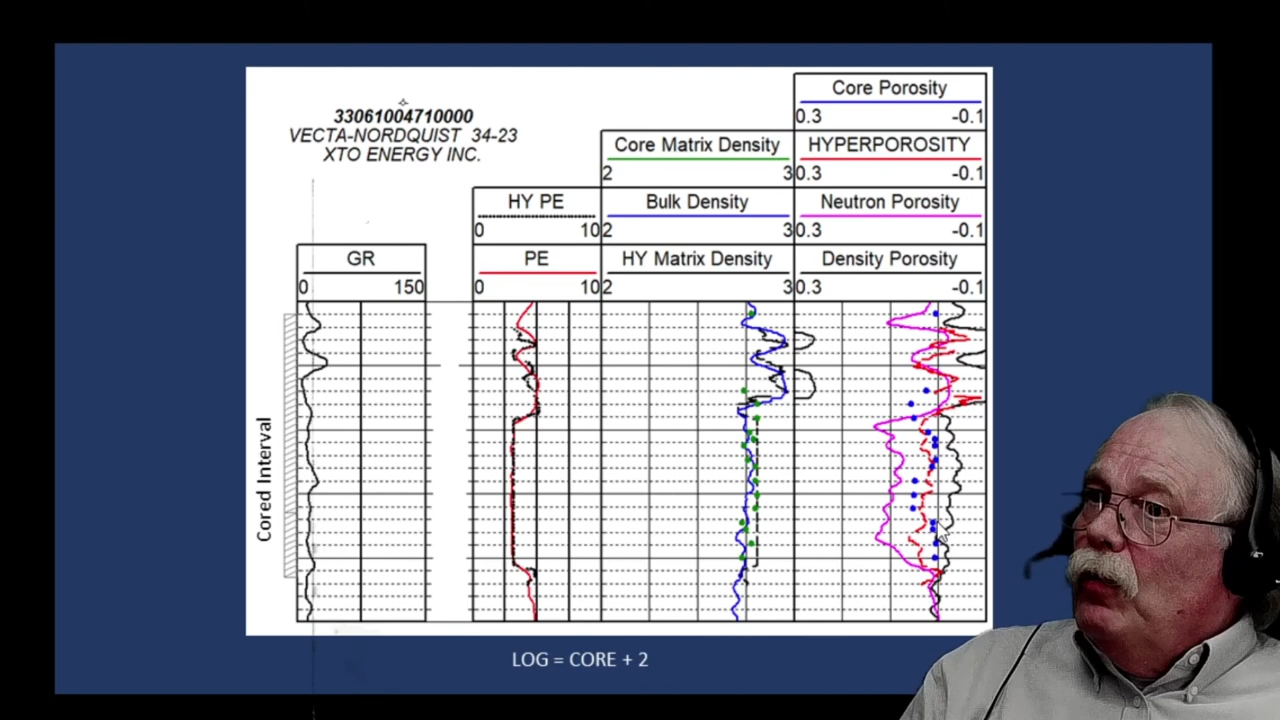 33061004710000
VECTA-NORDQUIST 34-23
XTO ENERGY INC.
Core Porosity
0.3 -0.1
Core Matrix Density
2 3
HYPERPOROSITY
0.3 -0.1
HY PE
0 10
Bulk Density
2 3
Neutron Porosity
0.3 -0.1
GR
0 150
PE
0 10
HY Matrix Density
2 3
Density Porosity
0.3 -0.1
Cored Interval
LOG = CORE + 2